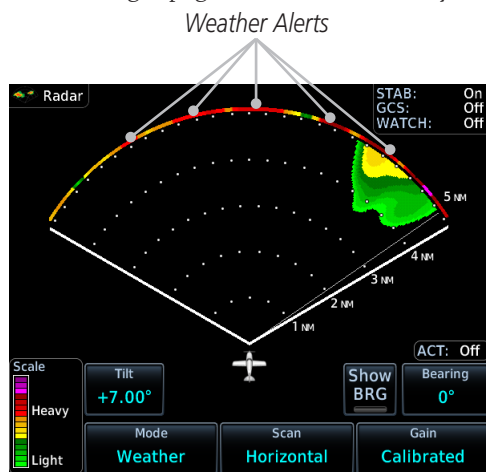 Weather Alerts
Radar
STAB: On
GCS: Off
WATCH: Off
5 NM
4 NM
3 NM
2 NM
1 NM
ACT: Off
Scale
Heavy
Light
Tilt
+7.00°
Show
BRG
Bearing
0°
Mode
Weather
Scan
Horizontal
Gain
Calibrated